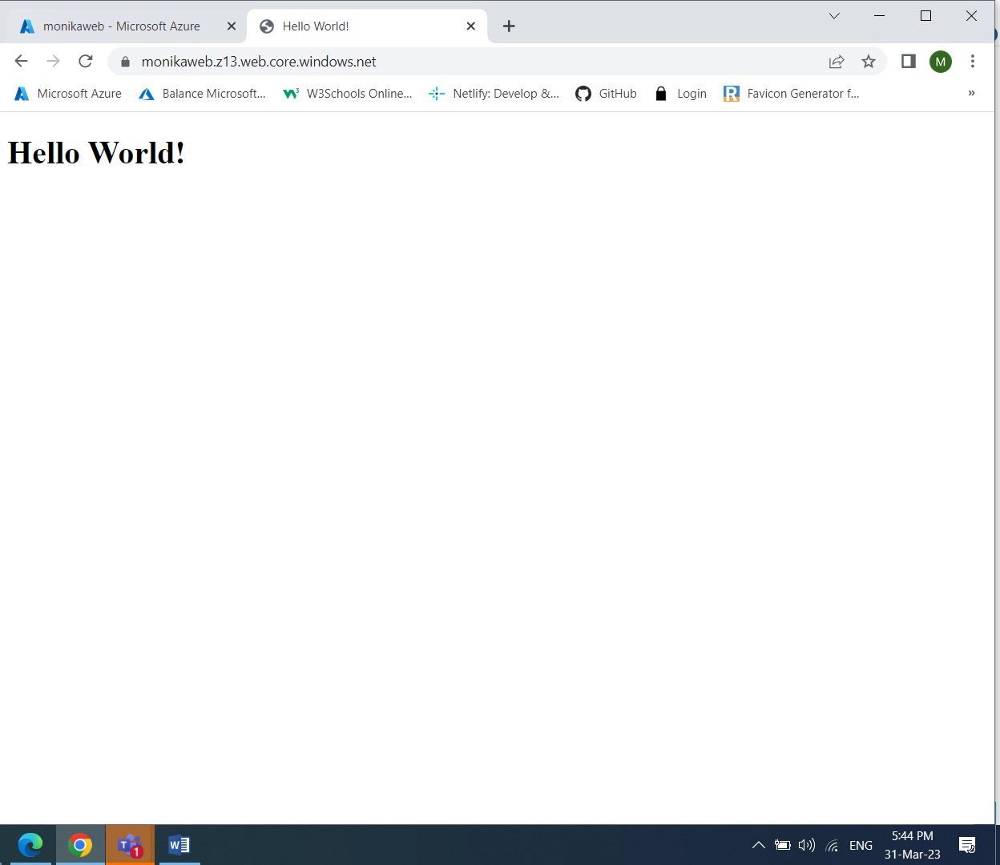 monikaweb - Microsoft Azure
Hello World!
monikaweb.z13.web.core.windows.net
M
Microsoft Azure
Balance Microsoft...
W3Schools Online...
Netlify: Develop &...
GitHub
Login
Favicon Generator f...
»
Hello World!
1
ENG
5:44 PM
31-Mar-23